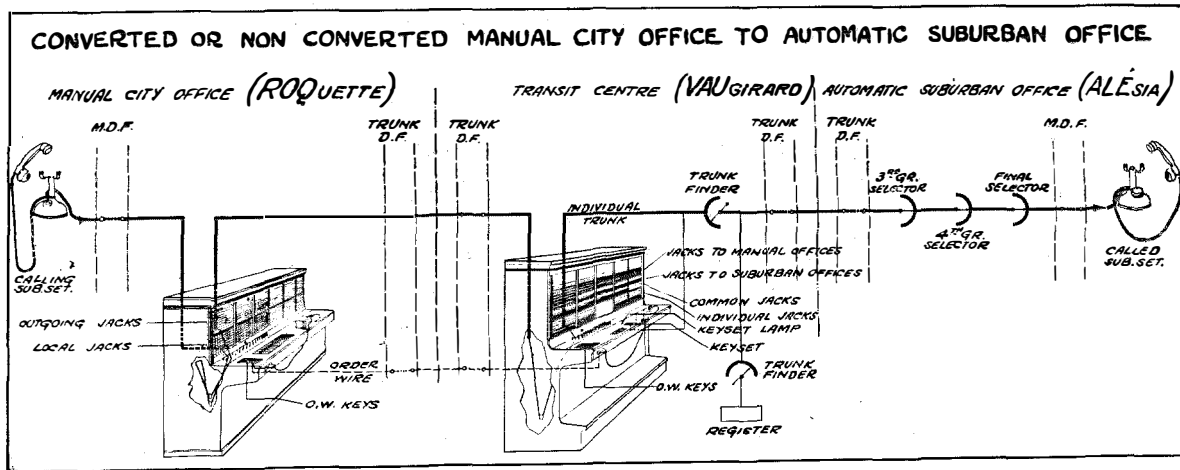 CONVERTED OR NON CONVERTED MANUAL CITY OFFICE TO AUTOMATIC SUBURBAN OFFICE
MANUAL CITY OFFICE (ROQUETTE)
TRANSIT CENTRE (VAUGIRARD)
AUTOMATIC SUBURBAN OFFICE (ALÉSIA)
M.D.F.
TRUNK
D.F.
TRUNK
D.F.
TRUNK
D.F.
TRUNK
D.F.
M.D.F.
CALLING
SUB.SET.
OUTGOING JACKS
LOCAL JACKS
ORDER
WIRE
O.W. KEYS
INDIVIDUAL
TRUNK
TRUNK
FINDER
JACKS TO MANUAL OFFICES
JACKS TO SUBURBAN OFFICES
COMMON JACKS
INDIVIDUAL JACKS
KEYSET LAMP
KEYSET
O.W. KEYS
TRUNK
FINDER
REGISTER
3RD GR.
SELECTOR
4TH GR.
SELECTOR
FINAL
SELECTOR
CALLED
SUB.SET.